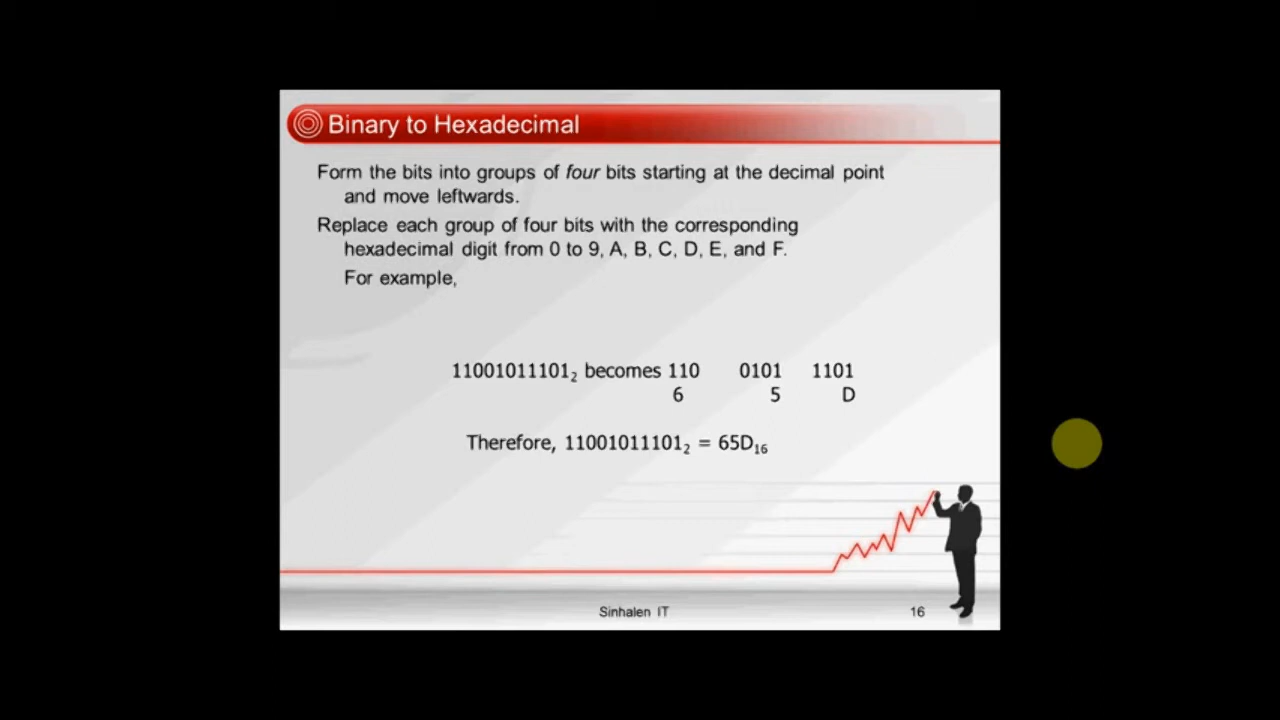 Binary to Hexadecimal
Form the bits into groups of four bits starting at the decimal point
and move leftwards.
Replace each group of four bits with the corresponding
hexadecimal digit from 0 to 9, A, B, C, D, E, and F.
For example,
11001011101₂ becomes 110 0101 1101
6 5 D
Therefore, 11001011101₂ = 65D₁₆
Sinhalen IT 16